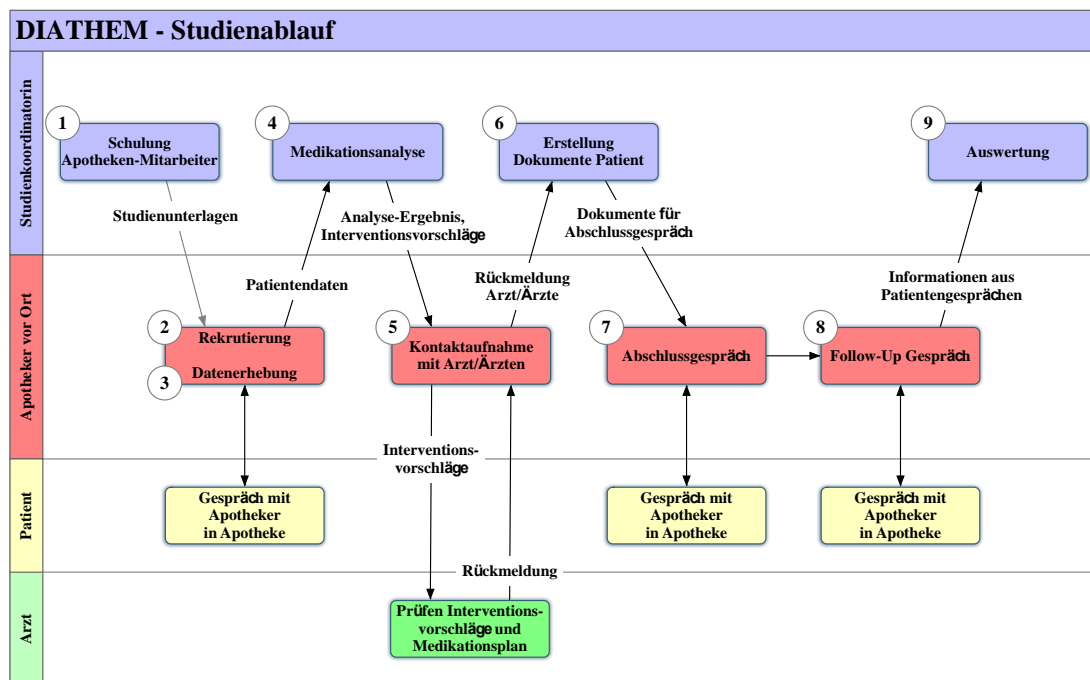 DIATHEM - Studienablauf
Studienkoordinatorin
1
Schulung
Apotheken-Mitarbeiter
4
Medikationsanalyse
6
Erstellung
Dokumente Patient
9
Auswertung
Studienunterlagen
Analyse-Ergebnis,
Interventionsvorschläge
Dokumente für
Abschlussgespräch
Apotheker vor Ort
Patientendaten
Rückmeldung
Arzt/Ärzte
Informationen aus
Patientengesprächen
2
Rekrutierung
3
Datenerhebung
5
Kontaktaufnahme
mit Arzt/Ärzten
7
Abschlussgespräch
8
Follow-Up Gespräch
Interventions-
vorschläge
Patient
Gespräch mit
Apotheker
in Apotheke
Gespräch mit
Apotheker
in Apotheke
Gespräch mit
Apotheker
in Apotheke
Rückmeldung
Arzt
Prüfen Interventions-
vorschläge und
Medikationsplan